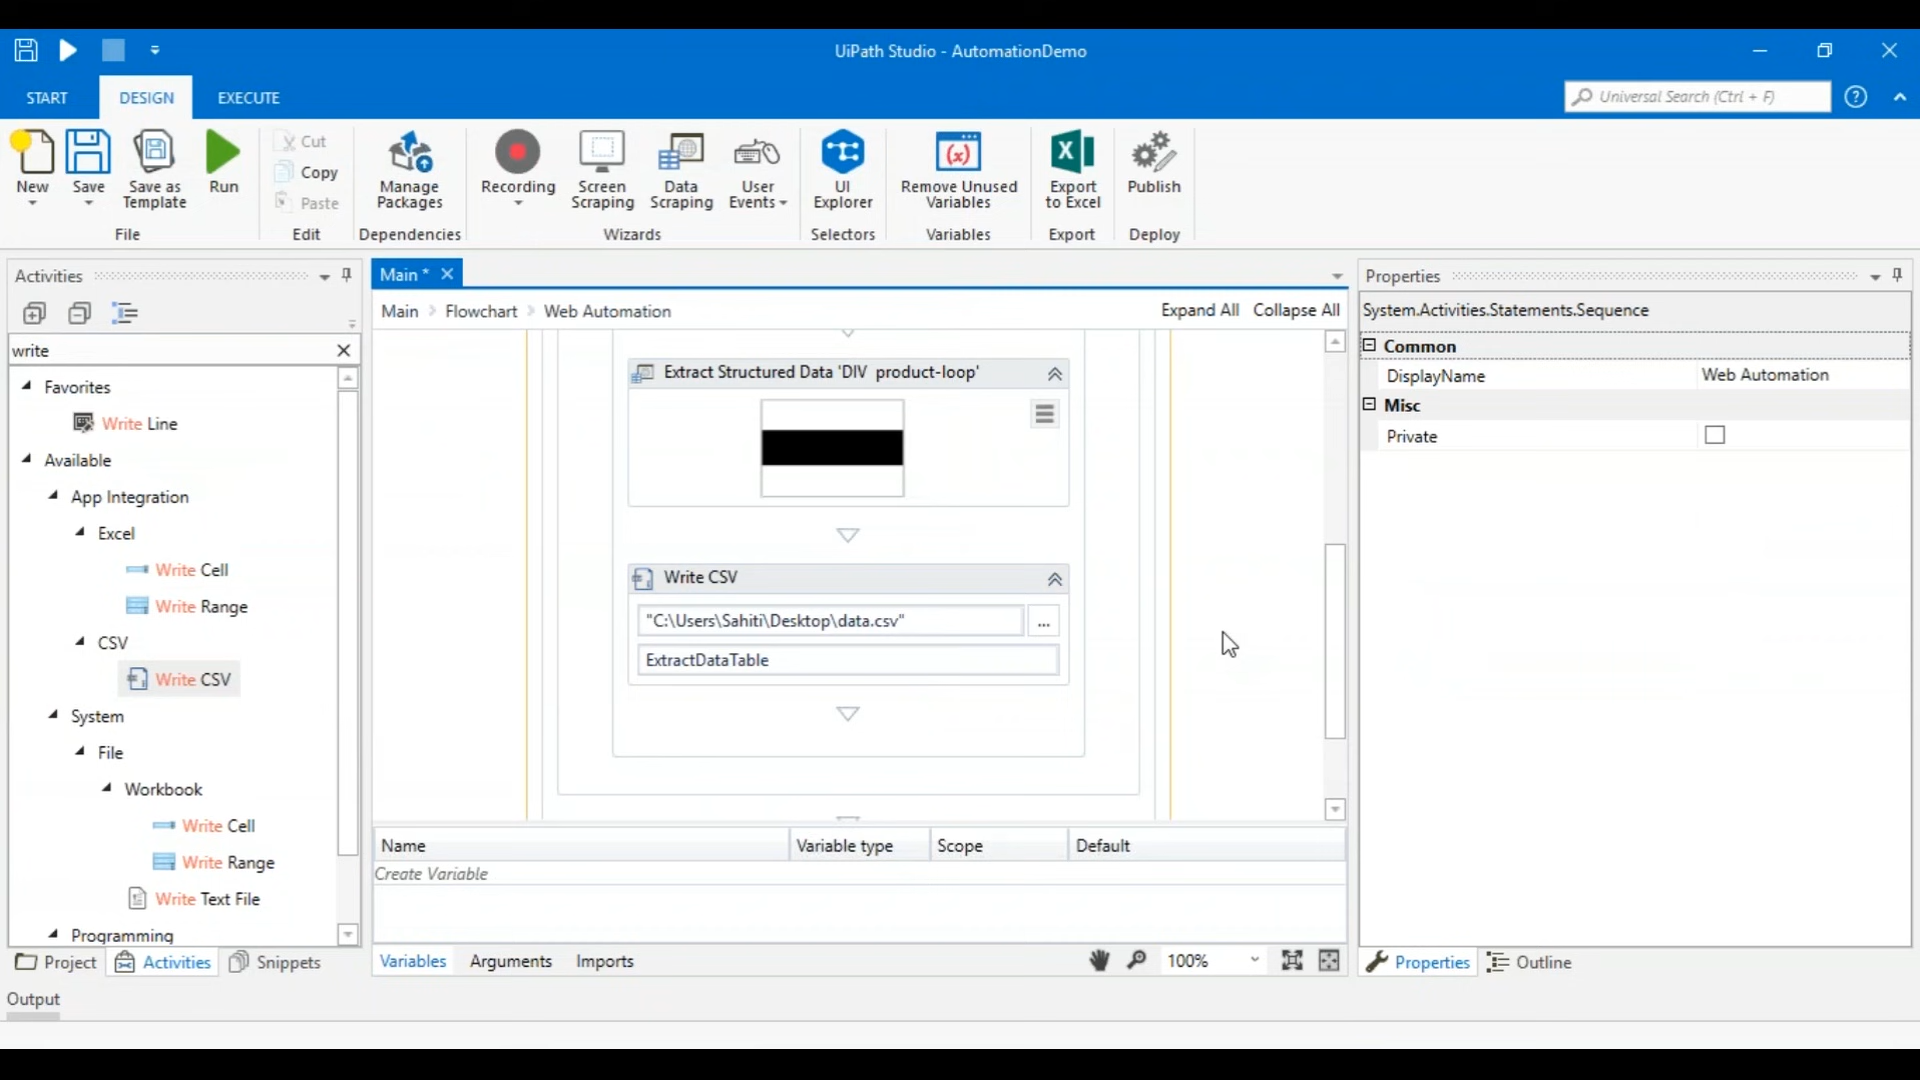 UiPath Studio - AutomationDemo
START
DESIGN
EXECUTE
Universal Search (Ctrl + F)
New
Save
Save as
Template
Run
Cut
Copy
Paste
Manage
Packages
Recording
Screen
Scraping
Data
Scraping
User
Events
UI
Explorer
Remove Unused
Variables
Export
to Excel
Publish
File
Edit
Dependencies
Wizards
Selectors
Variables
Export
Deploy
Activities
write
Favorites
Write Line
Available
App Integration
Excel
Write Cell
Write Range
CSV
Write CSV
System
File
Workbook
Write Cell
Write Range
Write Text File
Programming
Project
Activities
Snippets
Main *
Main
Flowchart
Web Automation
Expand All
Collapse All
Extract Structured Data 'DIV product-loop'
Write CSV
"C:\Users\Sahiti\Desktop\data.csv"
...
ExtractDataTable
Name
Variable type
Scope
Default
Create Variable
Variables
Arguments
Imports
100%
Properties
System.Activities.Statements.Sequence
Common
DisplayName
Web Automation
Misc
Private
Properties
Outline
Output